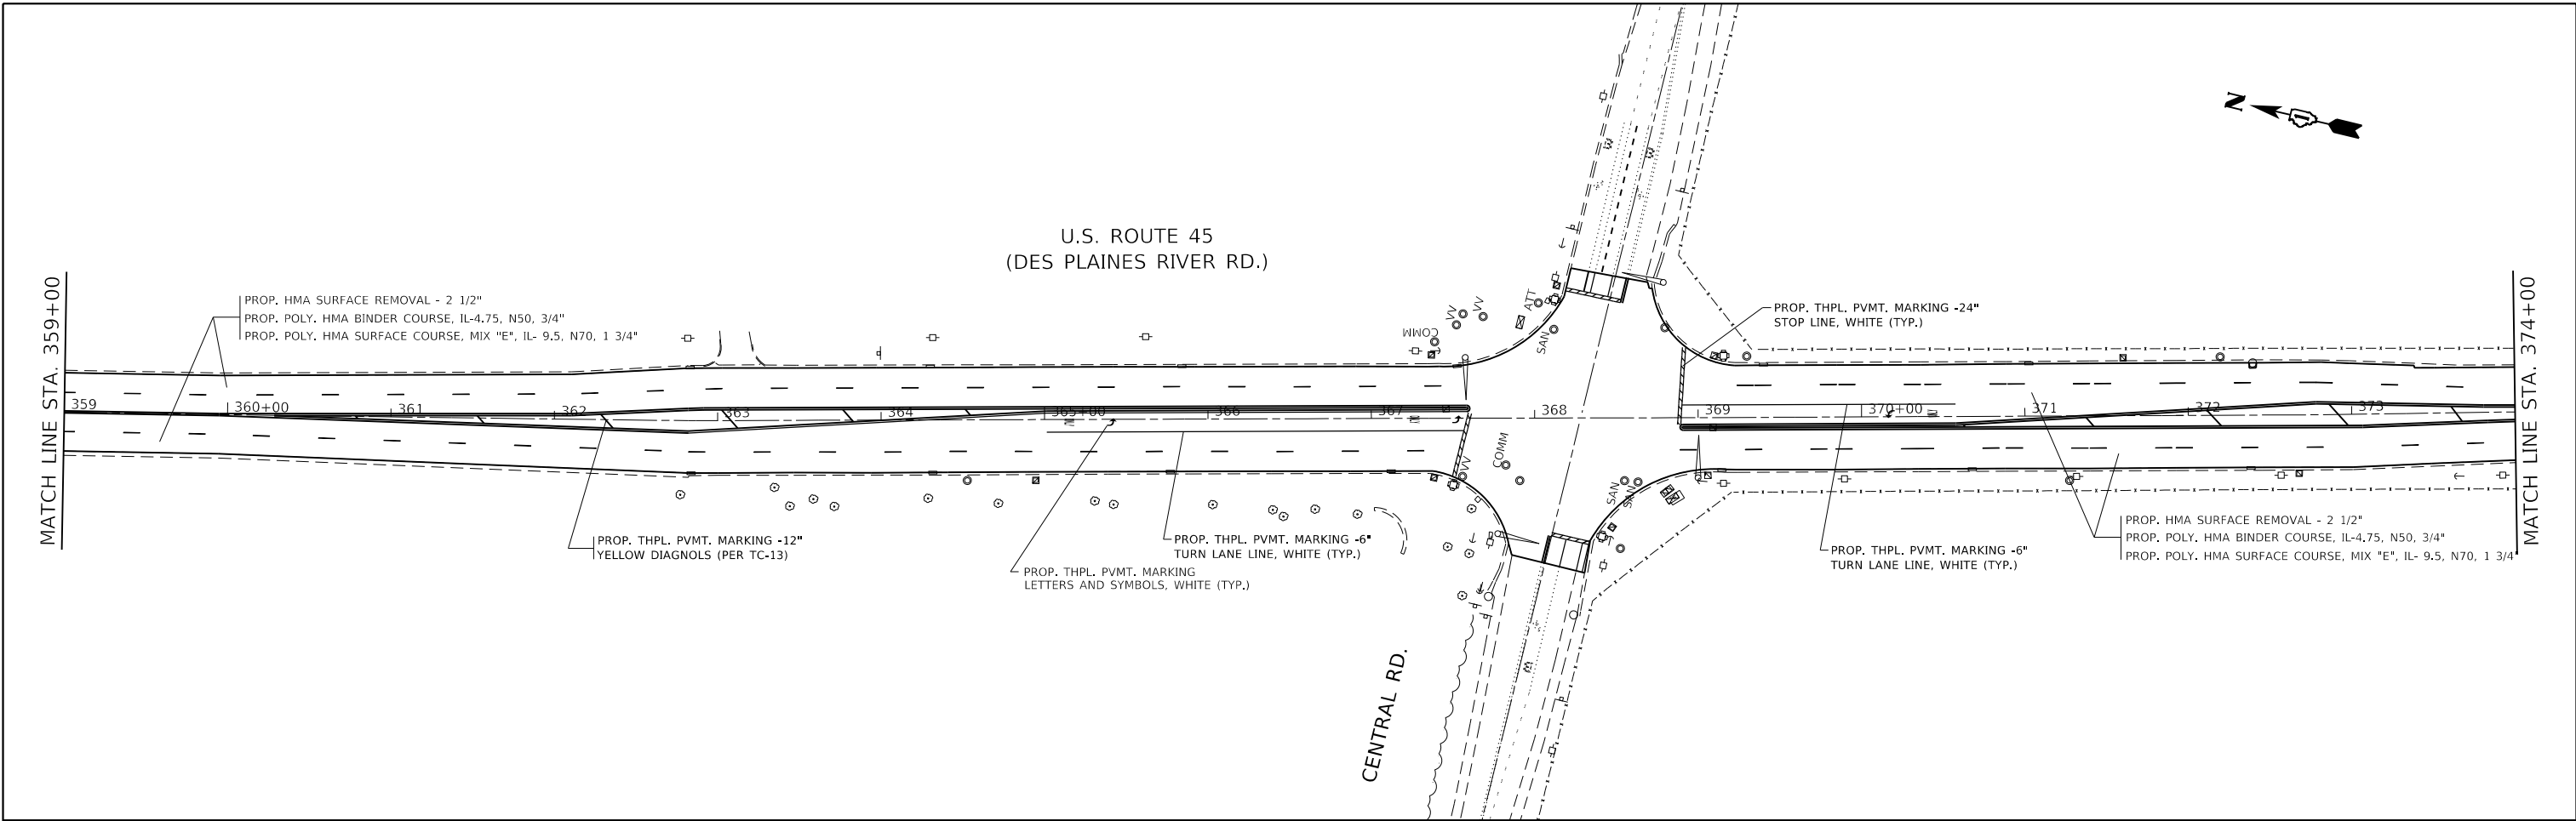 N
U.S. ROUTE 45
(DES PLAINES RIVER RD.)
MATCH LINE STA. 359+00
PROP. HMA SURFACE REMOVAL - 2 1/2"
PROP. POLY. HMA BINDER COURSE, IL-4.75, N50, 3/4"
PROP. POLY. HMA SURFACE COURSE, MIX "E", IL- 9.5, N70, 1 3/4"
COMM
VV
VV
ATT
SAN
PROP. THPL. PVMT. MARKING -24"
STOP LINE, WHITE (TYP.)
MATCH LINE STA. 374+00
359
360+00
361
362
363
364
365+00
366
367
368
369
370+00
371
372
373
VV
COMM
SAN
SAN
PROP. THPL. PVMT. MARKING -12"
YELLOW DIAGNOLS (PER TC-13)
PROP. THPL. PVMT. MARKING
LETTERS AND SYMBOLS, WHITE (TYP.)
PROP. THPL. PVMT. MARKING -6"
TURN LANE LINE, WHITE (TYP.)
PROP. THPL. PVMT. MARKING -6"
TURN LANE LINE, WHITE (TYP.)
PROP. HMA SURFACE REMOVAL - 2 1/2"
PROP. POLY. HMA BINDER COURSE, IL-4.75, N50, 3/4"
PROP. POLY. HMA SURFACE COURSE, MIX "E", IL- 9.5, N70, 1 3/4"
CENTRAL RD.